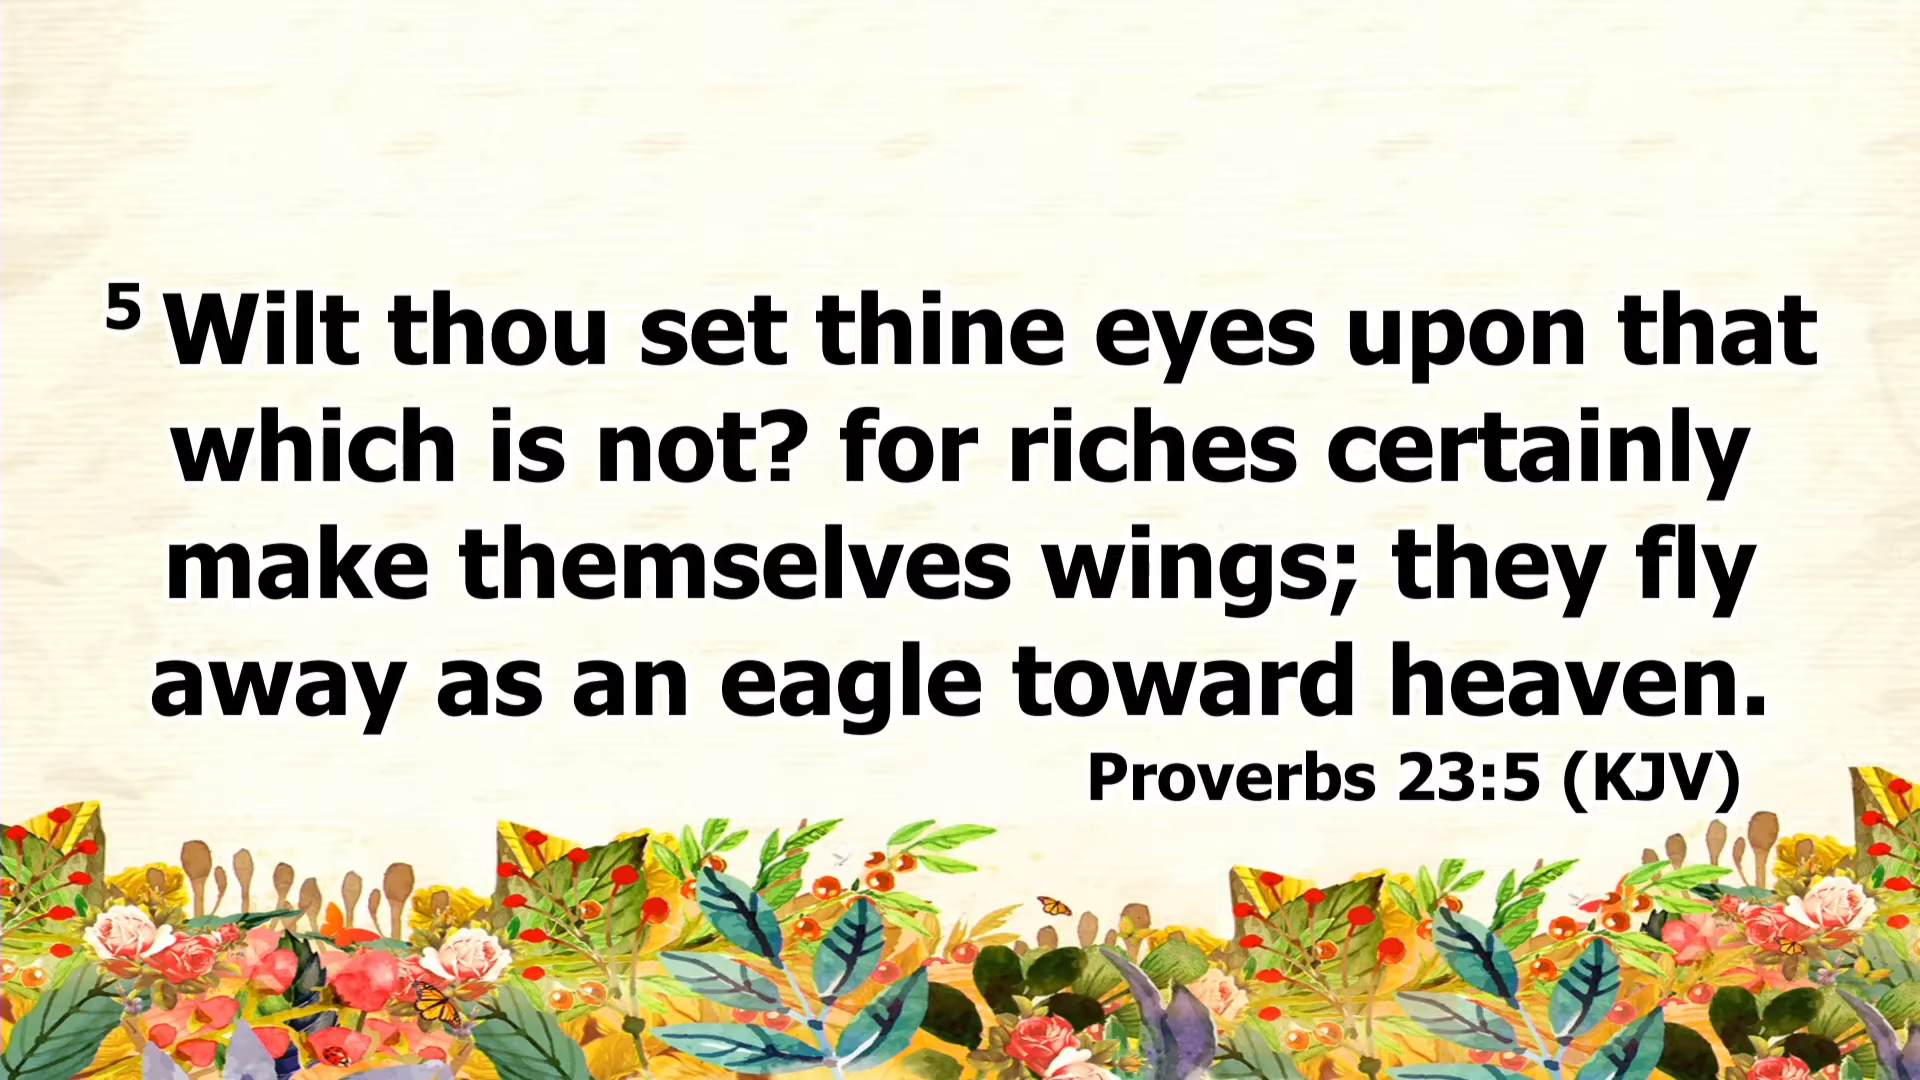 5 Wilt thou set thine eyes upon that
which is not? for riches certainly
make themselves wings; they fly
away as an eagle toward heaven.
Proverbs 23:5 (KJV)